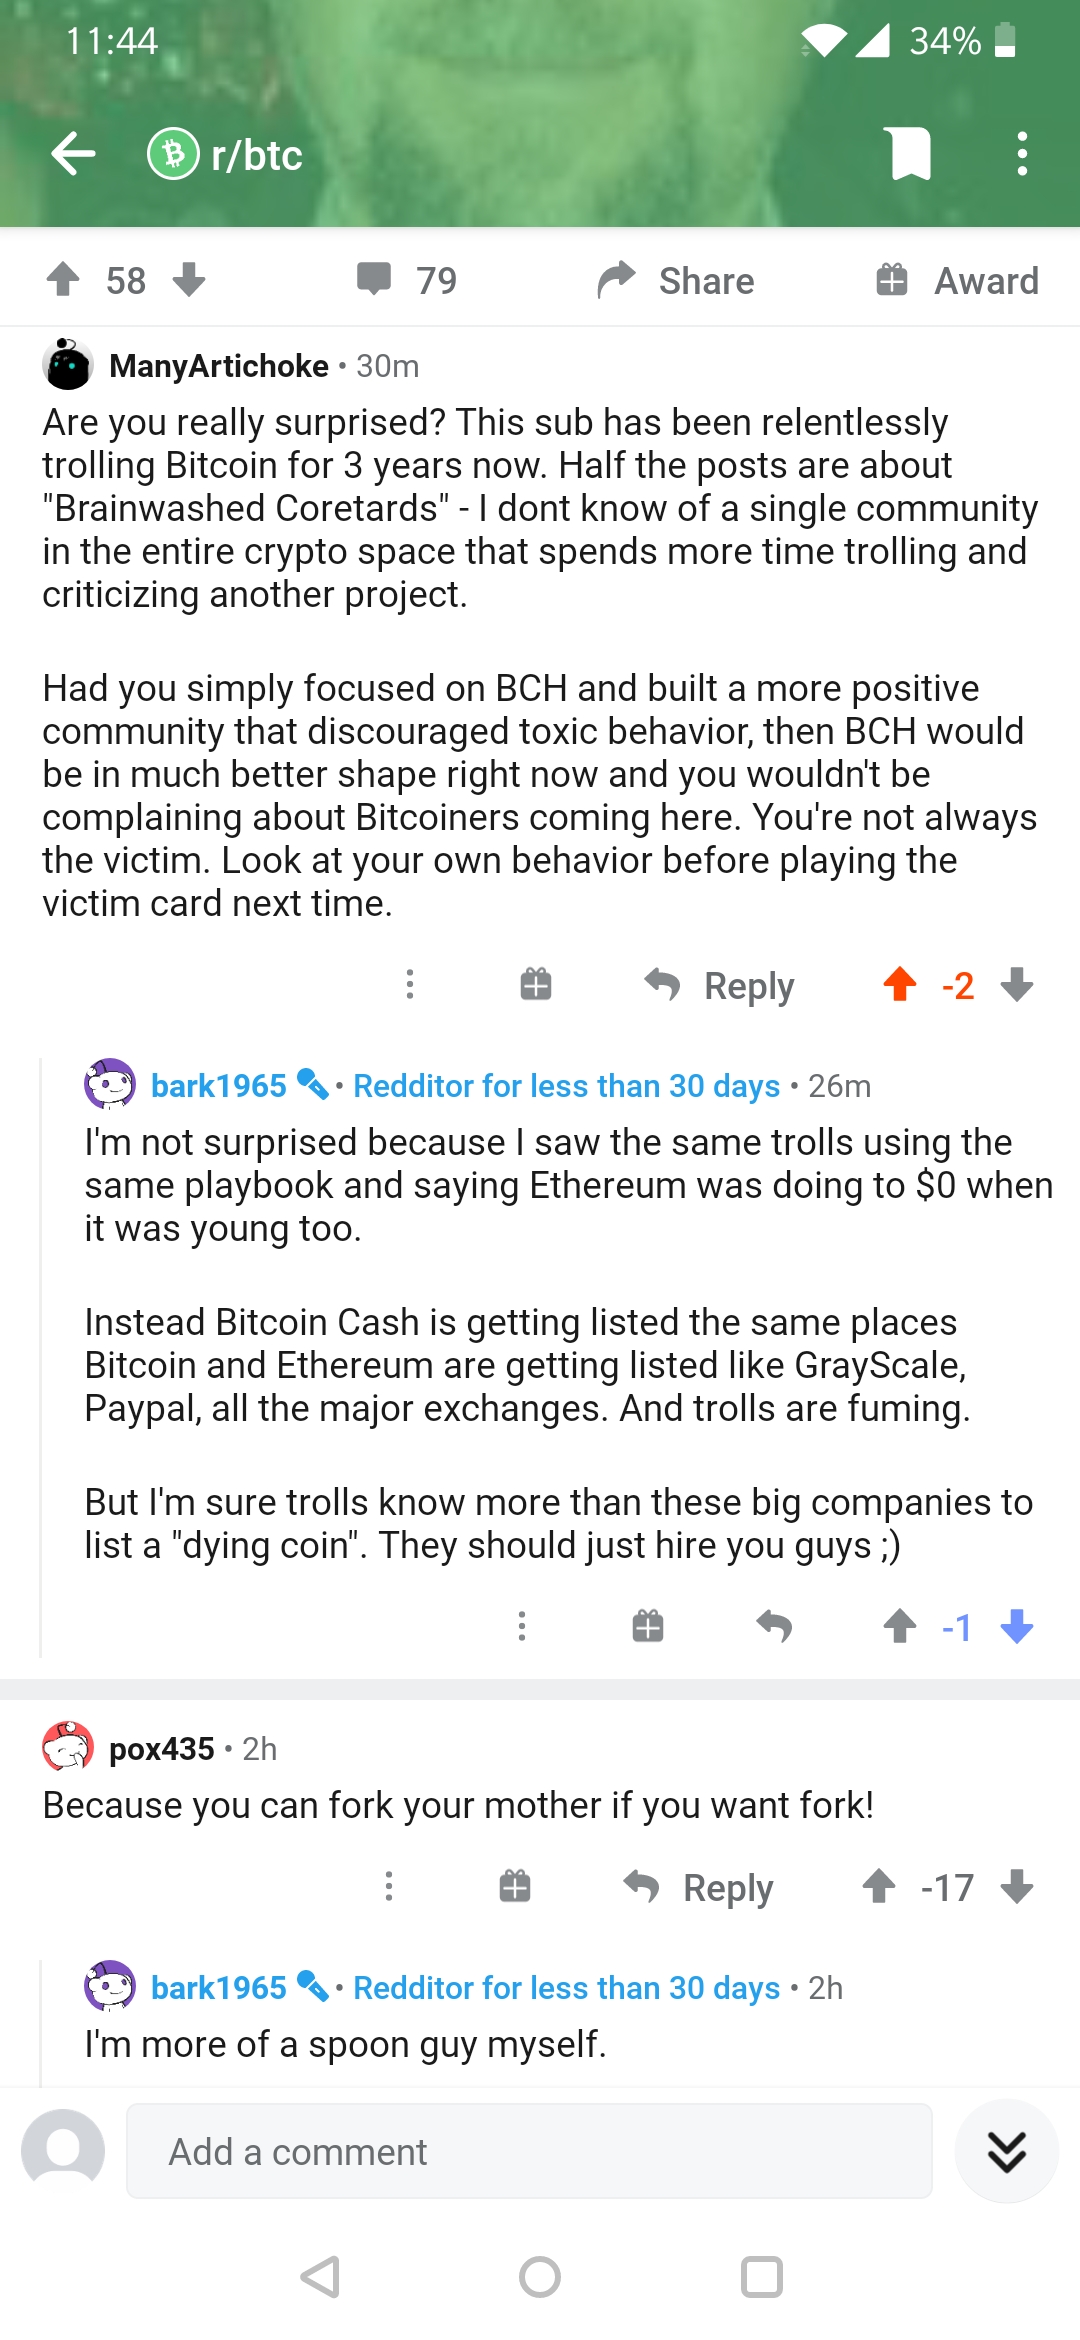 11:44
34%
r/btc
58
79
Share
Award
ManyArtichoke • 30m
Are you really surprised? This sub has been relentlessly
trolling Bitcoin for 3 years now. Half the posts are about
"Brainwashed Coretards" - I dont know of a single community
in the entire crypto space that spends more time trolling and
criticizing another project.
Had you simply focused on BCH and built a more positive
community that discouraged toxic behavior, then BCH would
be in much better shape right now and you wouldn't be
complaining about Bitcoiners coming here. You're not always
the victim. Look at your own behavior before playing the
victim card next time.
Reply
-2
bark1965 • Redditor for less than 30 days • 26m
I'm not surprised because I saw the same trolls using the
same playbook and saying Ethereum was doing to $0 when
it was young too.
Instead Bitcoin Cash is getting listed the same places
Bitcoin and Ethereum are getting listed like GrayScale,
Paypal, all the major exchanges. And trolls are fuming.
But I'm sure trolls know more than these big companies to
list a "dying coin". They should just hire you guys ;)
-1
pox435 • 2h
Because you can fork your mother if you want fork!
Reply
-17
bark1965 • Redditor for less than 30 days • 2h
I'm more of a spoon guy myself.
Add a comment